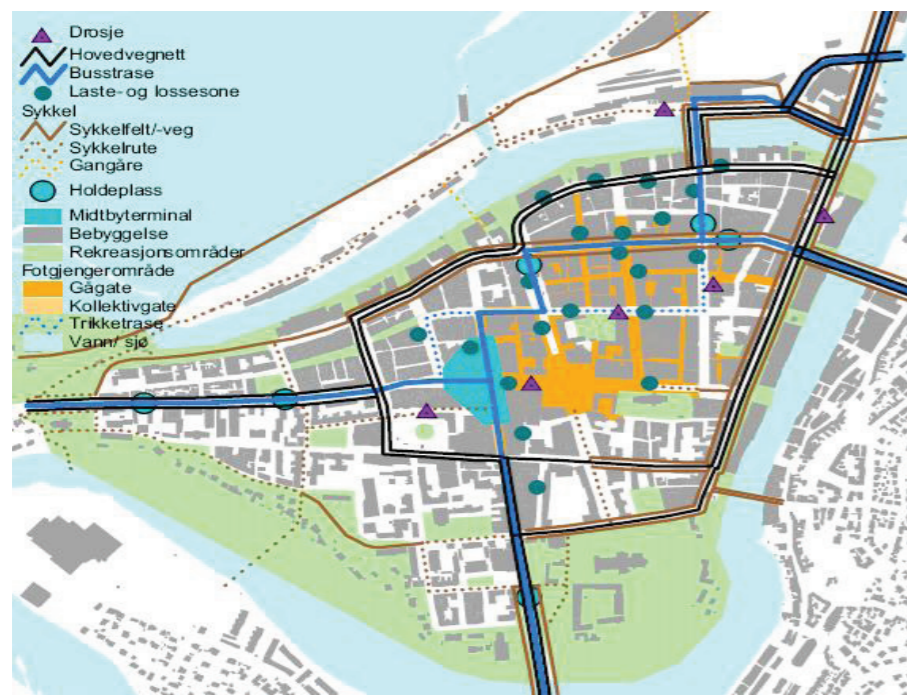 Drosje
Hovedvegnett
Busstrase
Laste- og lossesone
Sykkel
Sykkelfelt/-veg
Sykkelrute
Gangåre
Holdeplass
Midtbyterminal
Bebyggelse
Rekreasjonsområder
Fotgjengerområde
Gågate
Kollektivgate
Trikketrase
Vann/ sjø